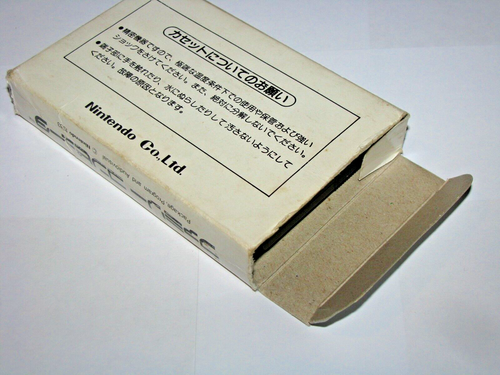 カセットについてのお願い
●精密機器ですので、極端な温度条件下での使用や保管および強い
ショックをさけてください。また、絶対に分解しないでください。
●端子部に手を触れたり、水にぬらしたりして汚さないようにして
ください。故障の原因となります。
Nintendo Co., Ltd.
Package Program and Audiovisual